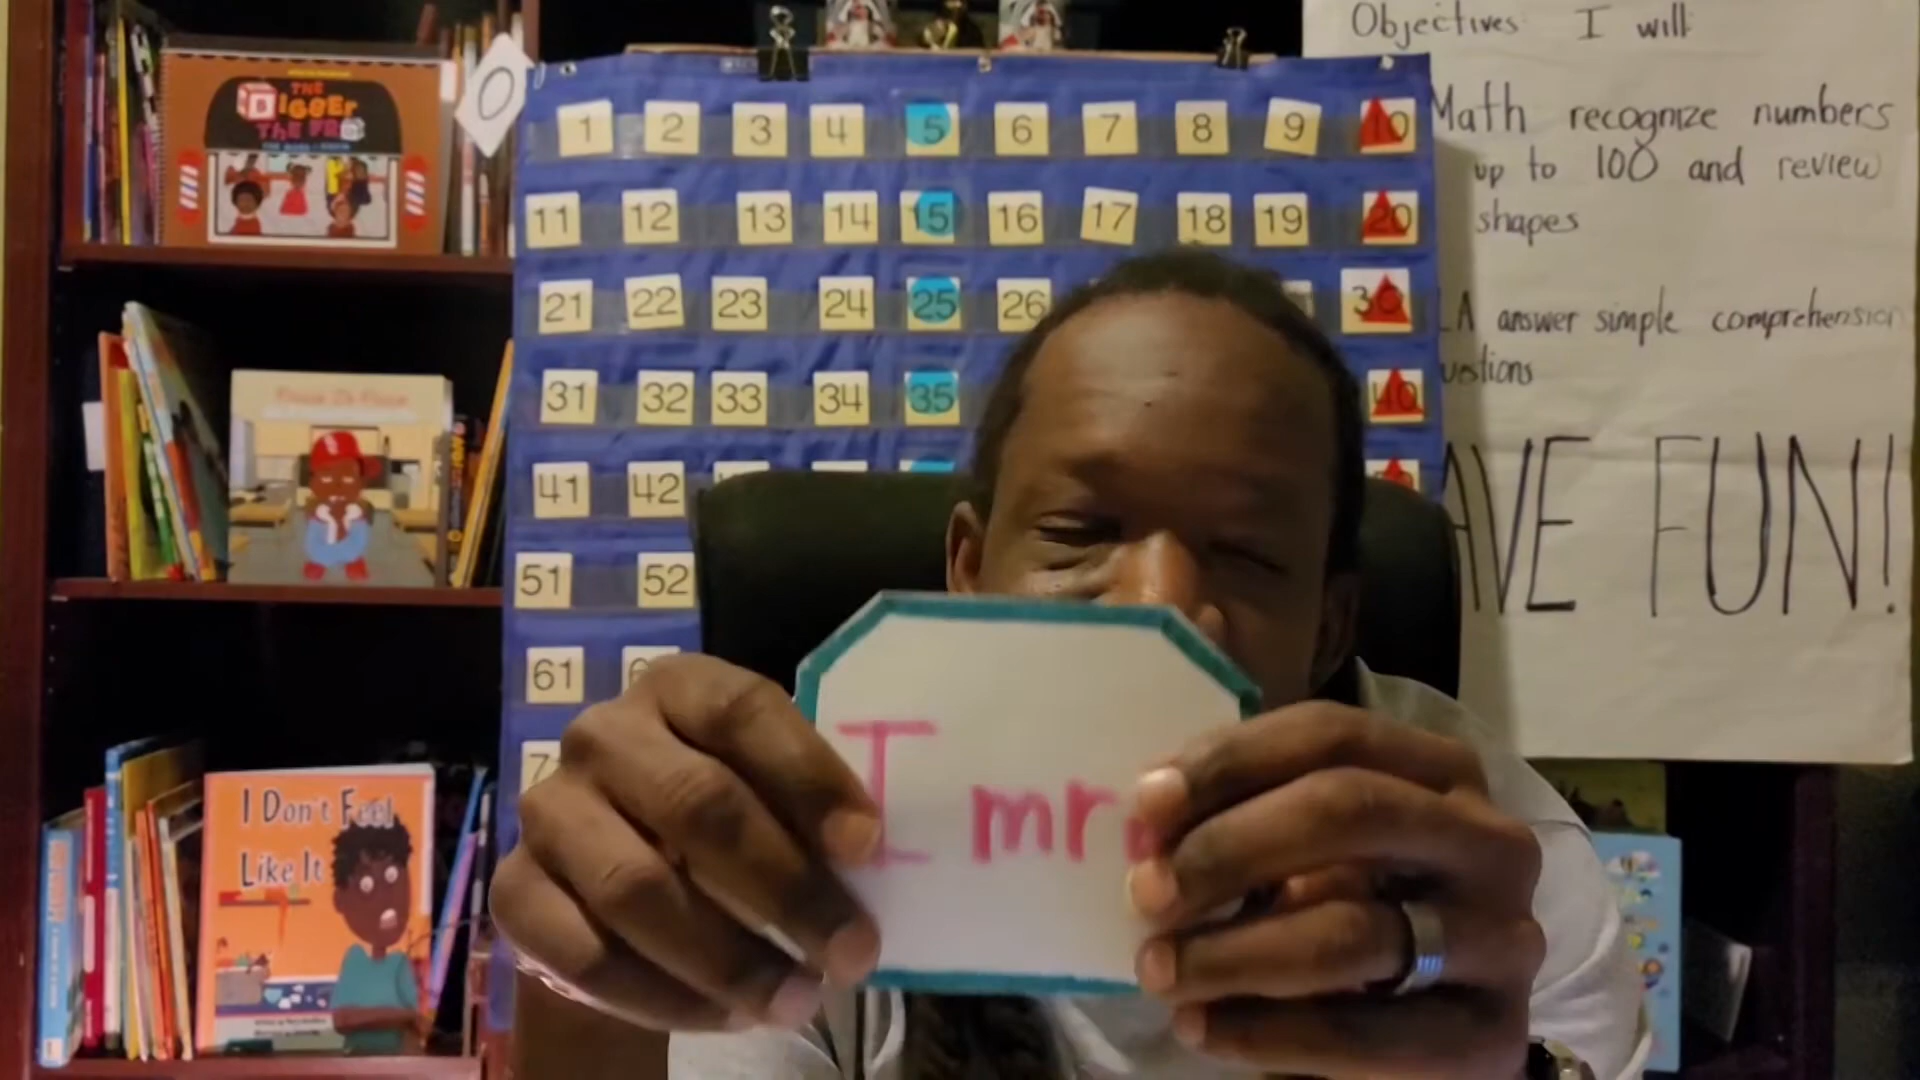 THE
BIGGER
THE FRO
0
1 2 3 4 5 6 7 8 9 10
11 12 13 14 15 16 17 18 19 20
21 22 23 24 25 26 30
31 32 33 34 35 40
41 42
51 52
61
I Don't Feel
Like It
I mr
Objectives I will
Math recognize numbers
up to 100 and review
shapes
answer simple comprehension
FUN!